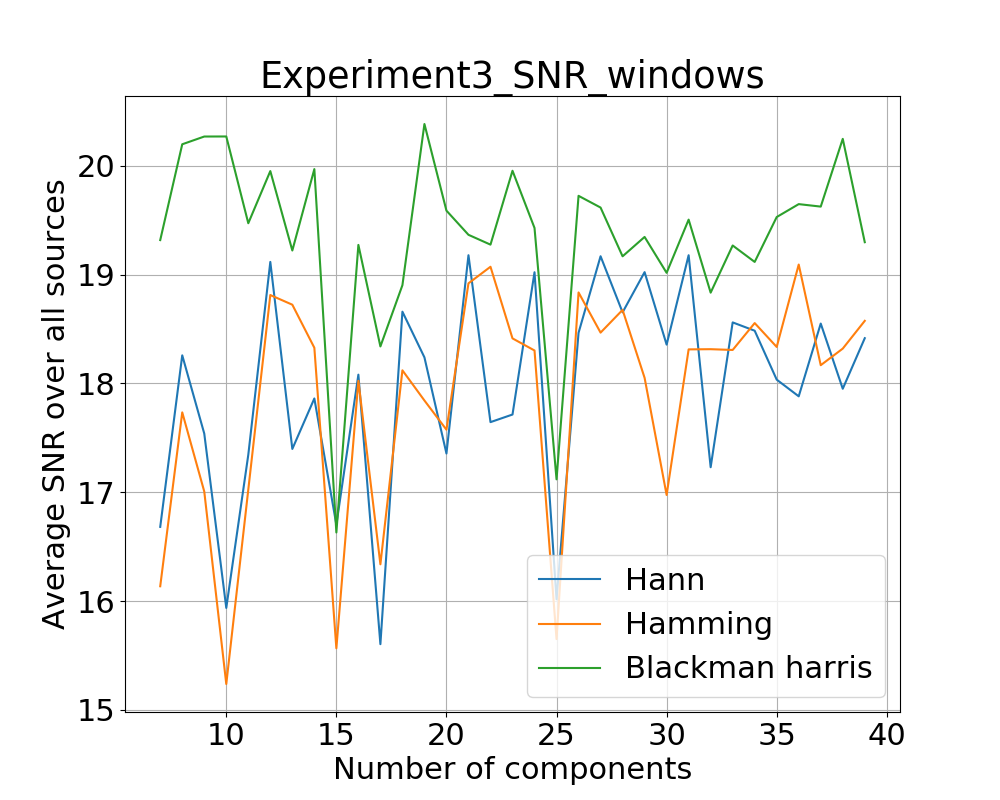 Experiment3_SNR_windows
Average SNR over all sources
20
19
18
17
16
15
Hann
Hamming
Blackman harris
10 15 20 25 30 35 40
Number of components